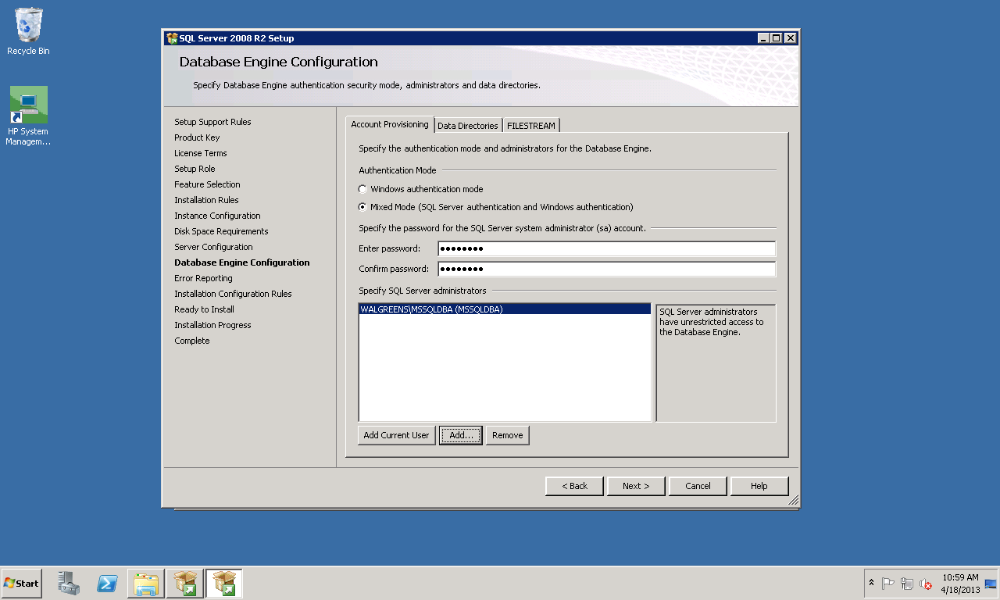 Recycle Bin
HP System
Managem...
SQL Server 2008 R2 Setup
Database Engine Configuration
Specify Database Engine authentication security mode, administrators and data directories.
Setup Support Rules
Product Key
License Terms
Setup Role
Feature Selection
Installation Rules
Instance Configuration
Disk Space Requirements
Server Configuration
Database Engine Configuration
Error Reporting
Installation Configuration Rules
Ready to Install
Installation Progress
Complete
Account Provisioning Data Directories FILESTREAM
Specify the authentication mode and administrators for the Database Engine.
Authentication Mode
Windows authentication mode
Mixed Mode (SQL Server authentication and Windows authentication)
Specify the password for the SQL Server system administrator (sa) account.
Enter password: ●●●●●●●●
Confirm password: ●●●●●●●●
Specify SQL Server administrators
WALGREENS\MSSQLDBA (MSSQLDBA)
SQL Server administrators
have unrestricted access to
the Database Engine.
Add Current User Add... Remove
< Back Next > Cancel Help
Start
10:59 AM
4/18/2013